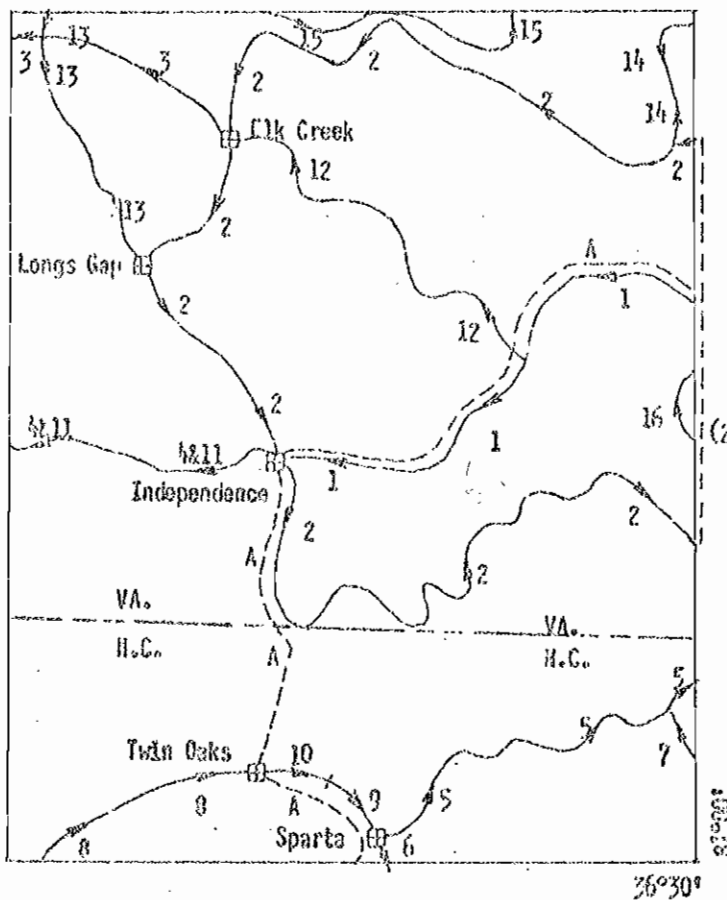 15 15
3 13 3 14
13 2 2 2
Elk Creek 14
12 2
13 2
Longs Gap A
1
2
12
16
2 1 (2
4&11 4&11
1
Independence
2 2
A 2
VA. VA.
N.C. A N.C.
5
5
Twin Oaks 10 7
8 A 9 5
Sparta
8 6
36°30'